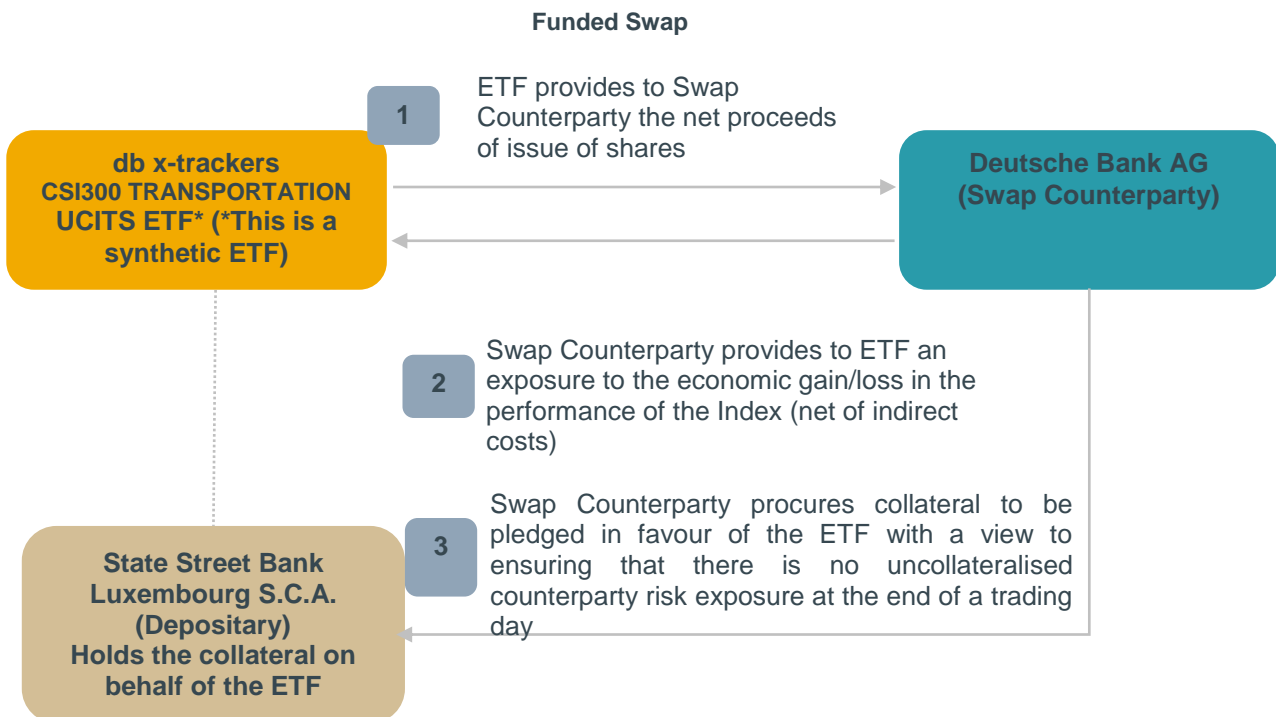 Funded Swap
1
ETF provides to Swap
Counterparty the net proceeds
of issue of shares
db x-trackers
CSI300 TRANSPORTATION
UCITS ETF* (*This is a
synthetic ETF)
Deutsche Bank AG
(Swap Counterparty)
2
Swap Counterparty provides to ETF an
exposure to the economic gain/loss in the
performance of the Index (net of indirect
costs)
3
Swap Counterparty procures collateral to be
pledged in favour of the ETF with a view to
ensuring that there is no uncollateralised
counterparty risk exposure at the end of a trading
day
State Street Bank
Luxembourg S.C.A.
(Depositary)
Holds the collateral on
behalf of the ETF